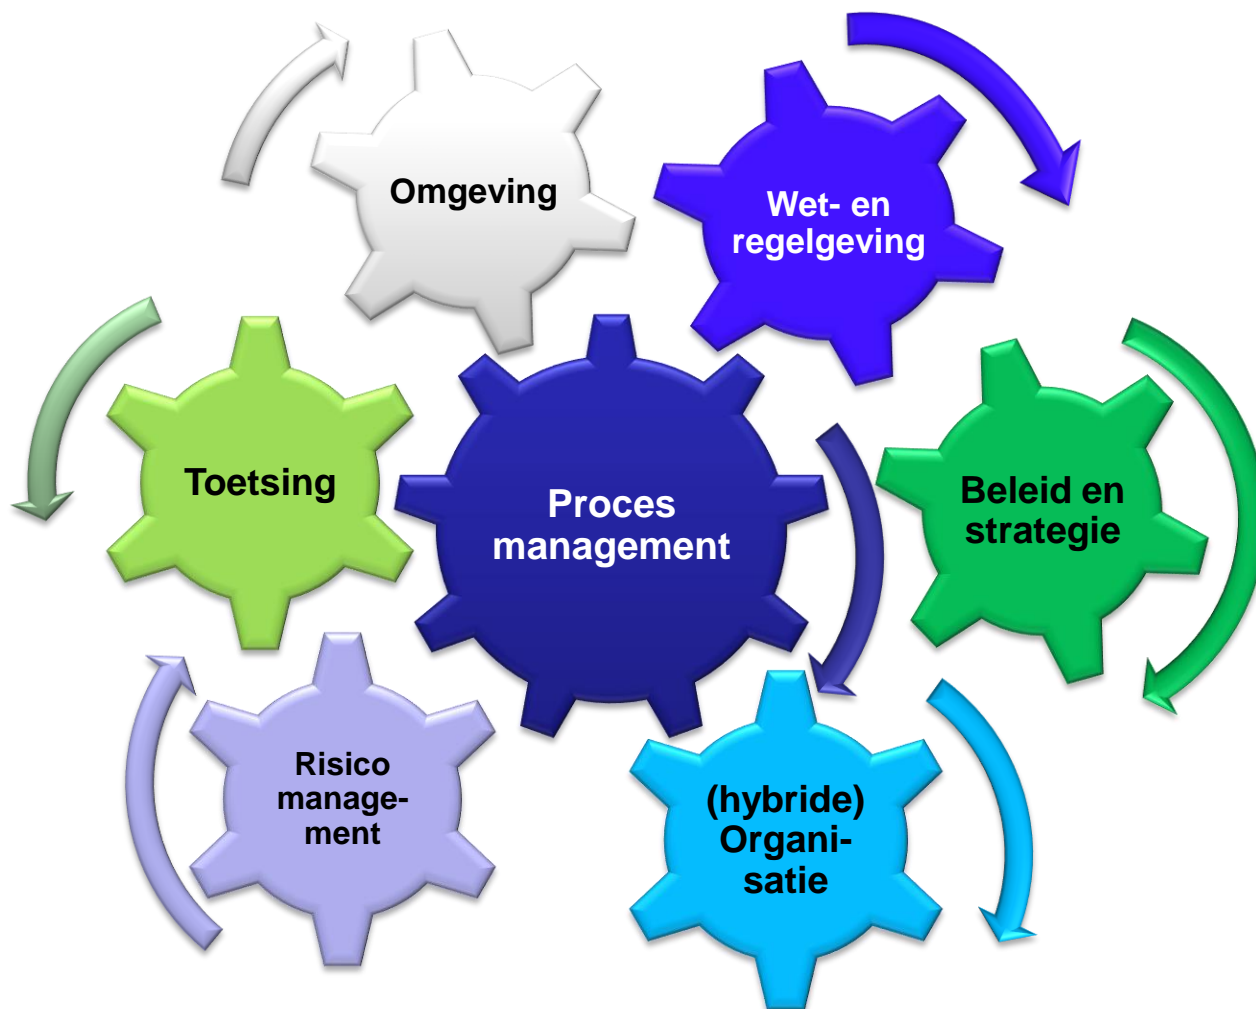 Omgeving
Wet- en
regelgeving
Toetsing
Proces
management
Beleid en
strategie
Risico
manage-
ment
(hybride)
Organi-
satie